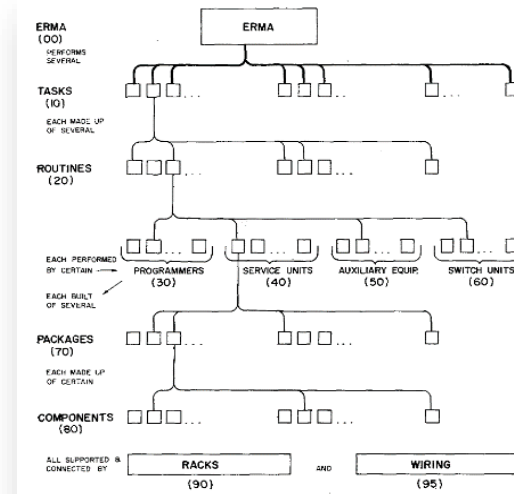 ERMA
(00)
ERMA
PERFORMS
SEVERAL
TASKS
(10)
...
...
...
EACH MADE UP
OF SEVERAL
ROUTINES
(20)
...
...
EACH PERFORMED
BY CERTAIN
...
...
...
...
PROGRAMMERS
(30)
SERVICE UNITS
(40)
AUXILIARY EQUIP.
(50)
SWITCH UNITS
(60)
EACH BUILT
OF SEVERAL
PACKAGES
(70)
...
...
EACH MADE UP
OF CERTAIN
COMPONENTS
(80)
...
...
ALL SUPPORTED &
CONNECTED BY
RACKS
(90)
AND
WIRING
(95)